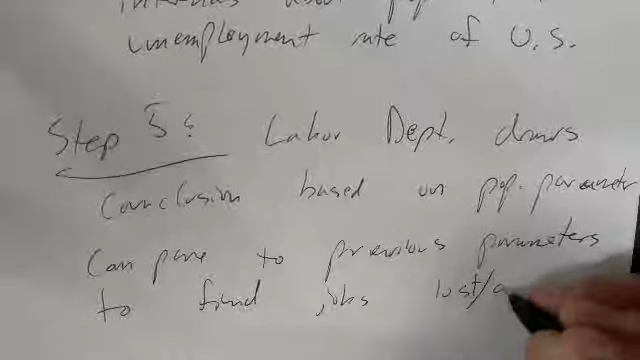 unemployment rate of U.S.
Step 5: Labor Dept. draws
Conclusion based on pop. parameter
Compare to previous parameters
to find jobs lost/